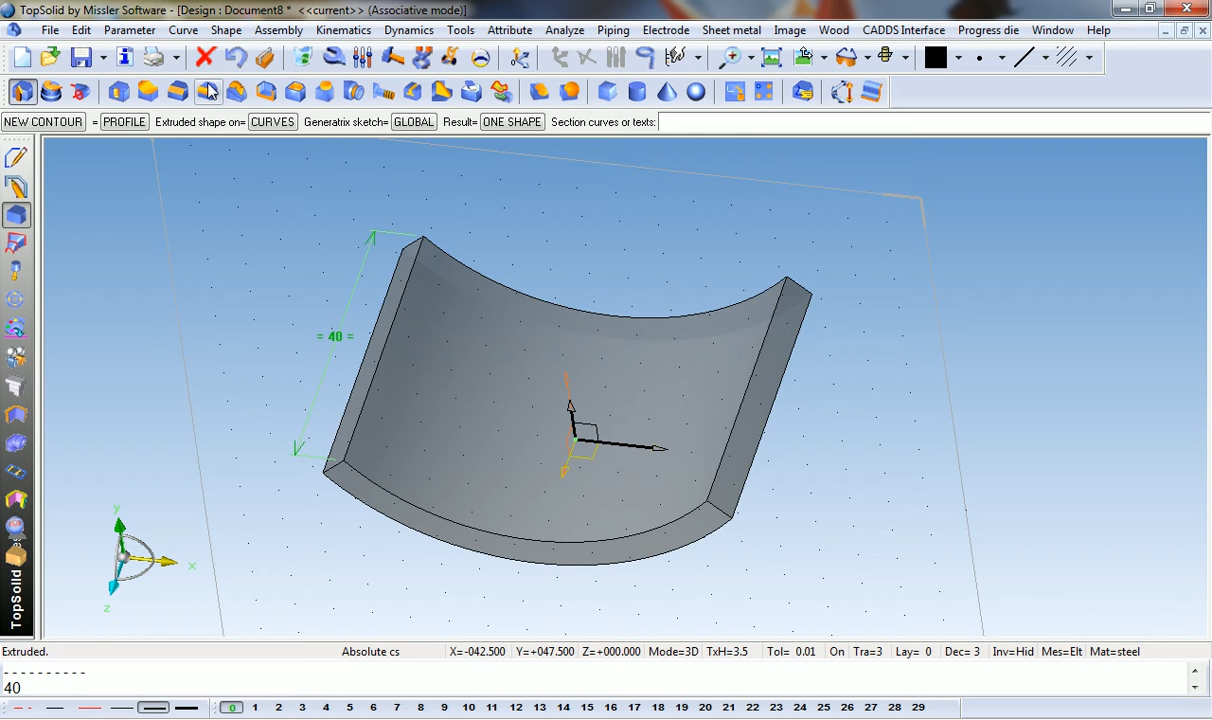 TopSolid by Missler Software - [Design : Document8 *  <<current>> (Associative mode)]
File Edit Parameter Curve Shape Assembly Kinematics Dynamics Tools Attribute Analyze Piping Electrode Sheet metal Image Wood CADDS Interface Progress die Window Help
NEW CONTOUR = PROFILE Extruded shape on= CURVES Generatrix sketch= GLOBAL Result= ONE SHAPE Section curves or texts:
= 40 =
y
x
z
TopSolid
Extruded. Absolute cs X=-042.500 Y=+047.500 Z=+000.000 Mode=3D TxH=3.5 Tol= 0.01 On Tra=3 Lay= 0 Dec= 3 Inv=Hid Mes=Elt Mat=steel
----------
40
0 1 2 3 4 5 6 7 8 9 10 11 12 13 14 15 16 17 18 19 20 21 22 23 24 25 26 27 28 29